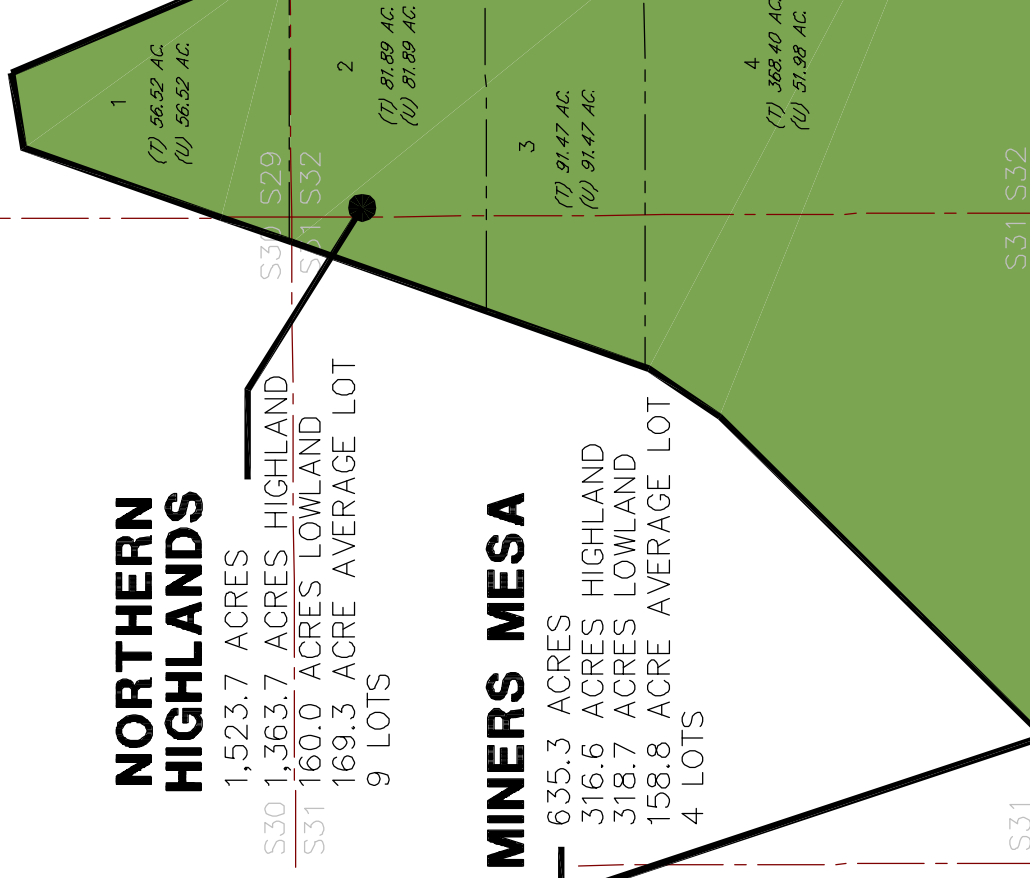 NORTHERN
HIGHLANDS
1,523.7 ACRES
1,363.7 ACRES HIGHLAND
160.0 ACRES LOWLAND
169.3 ACRE AVERAGE LOT
9 LOTS
MINERS MESA
635.3 ACRES
316.6 ACRES HIGHLAND
318.7 ACRES LOWLAND
158.8 ACRE AVERAGE LOT
4 LOTS
1
(T) 56.52 AC.
(U) 56.52 AC.
2
(T) 81.89 AC.
(U) 81.89 AC.
3
(T) 91.47 AC.
(U) 91.47 AC.
4
(T) 368.40 AC.
(U) 51.98 AC.
S30 S29
S31 S32
S30
S31
S31 S32
S31